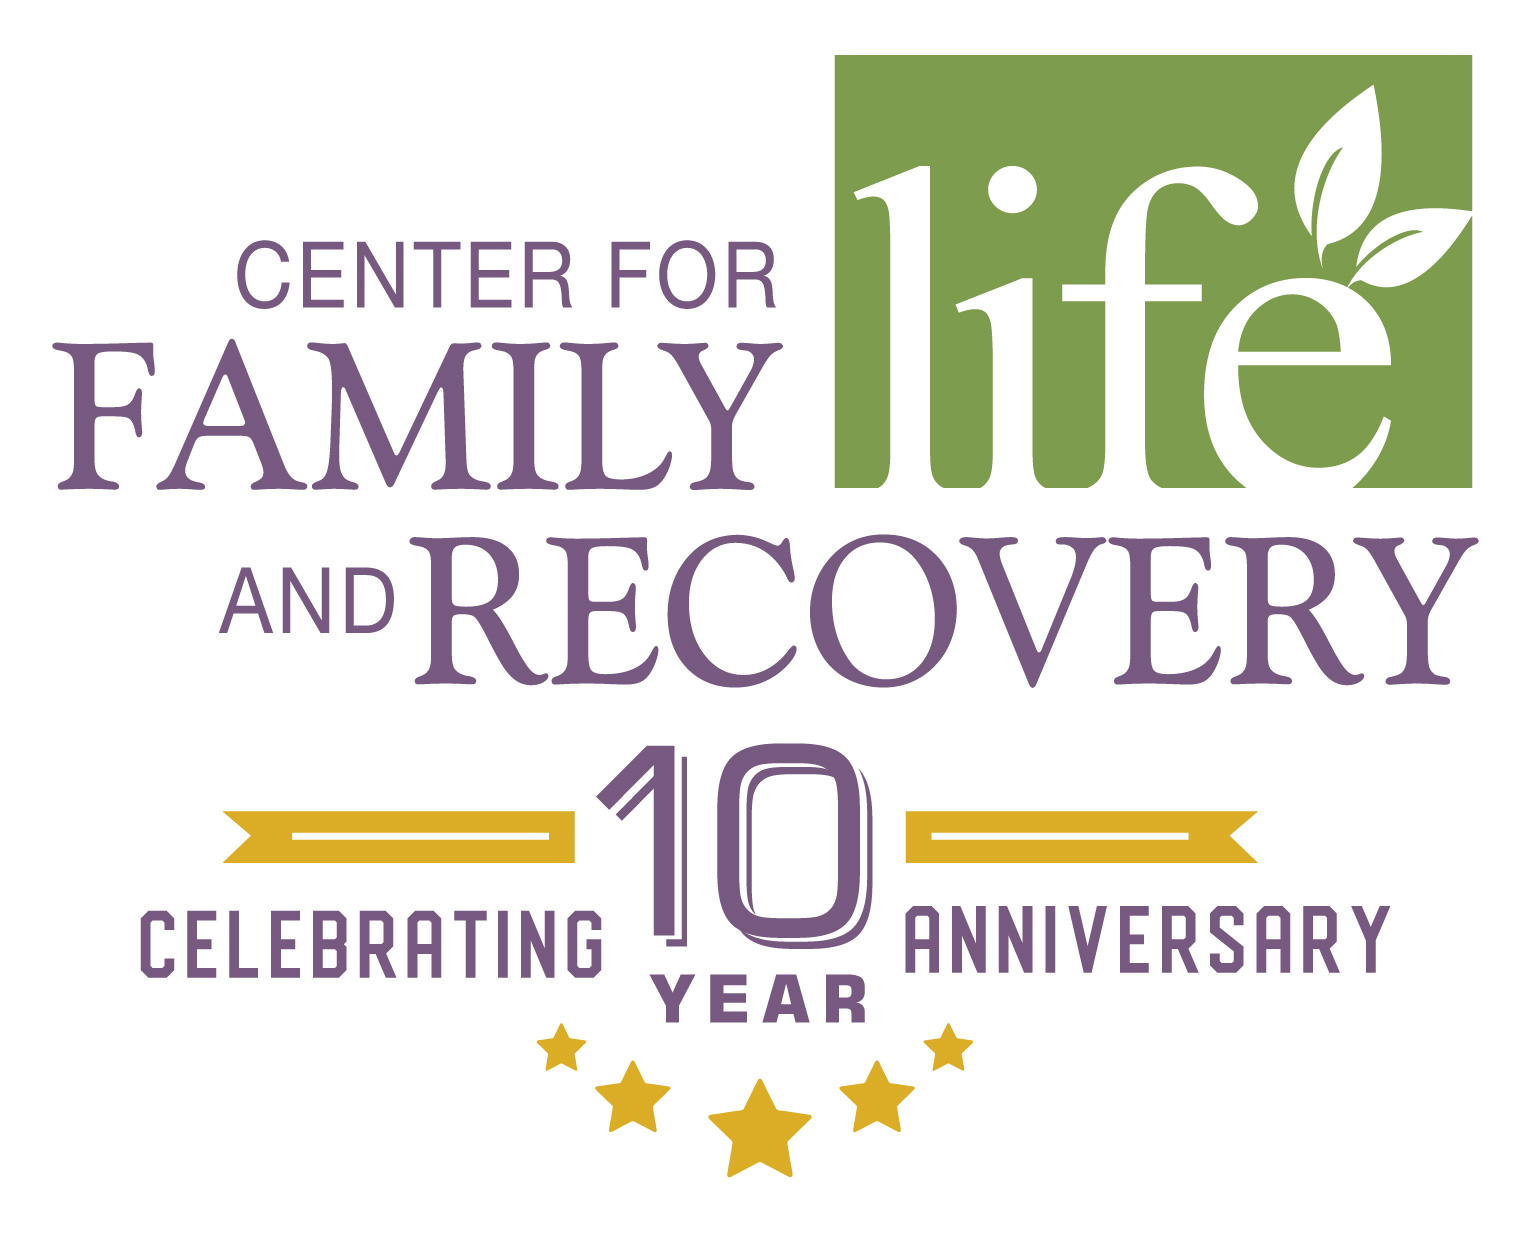 CENTER FOR
FAMILY life
AND RECOVERY
10
CELEBRATING ANNIVERSARY
YEAR